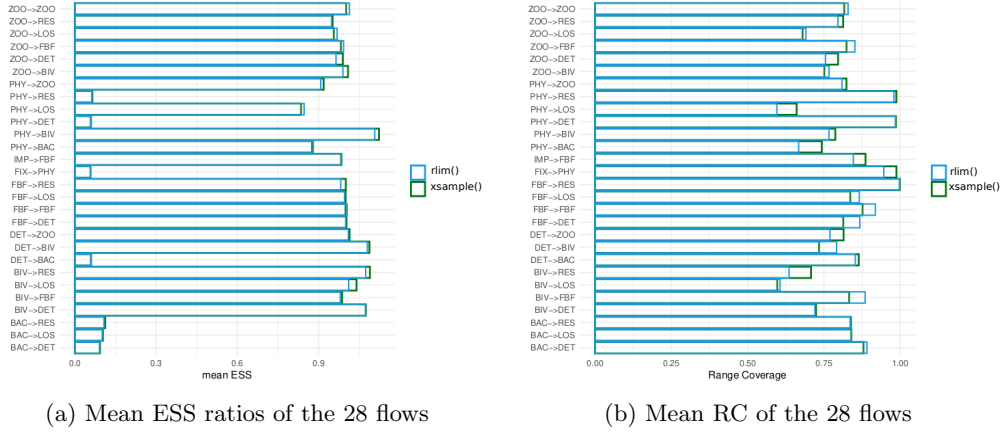 ZOO->ZOO
ZOO->RES
ZOO->LOS
ZOO->FBF
ZOO->DET
ZOO->BIV
PHY->ZOO
PHY->RES
PHY->LOS
PHY->DET
PHY->BIV
PHY->BAC
IMP->FBF
FIX->PHY
FBF->RES
FBF->LOS
FBF->FBF
FBF->DET
DET->ZOO
DET->BIV
DET->BAC
BIV->RES
BIV->LOS
BIV->FBF
BIV->DET
BAC->RES
BAC->LOS
BAC->DET
0.0 0.3 0.6 0.9
mean ESS
rlim()
xsample()
(a) Mean ESS ratios of the 28 flows
ZOO->ZOO
ZOO->RES
ZOO->LOS
ZOO->FBF
ZOO->DET
ZOO->BIV
PHY->ZOO
PHY->RES
PHY->LOS
PHY->DET
PHY->BIV
PHY->BAC
IMP->FBF
FIX->PHY
FBF->RES
FBF->LOS
FBF->FBF
FBF->DET
DET->ZOO
DET->BIV
DET->BAC
BIV->RES
BIV->LOS
BIV->FBF
BIV->DET
BAC->RES
BAC->LOS
BAC->DET
0.00 0.25 0.50 0.75 1.00
Range Coverage
rlim()
xsample()
(b) Mean RC of the 28 flows